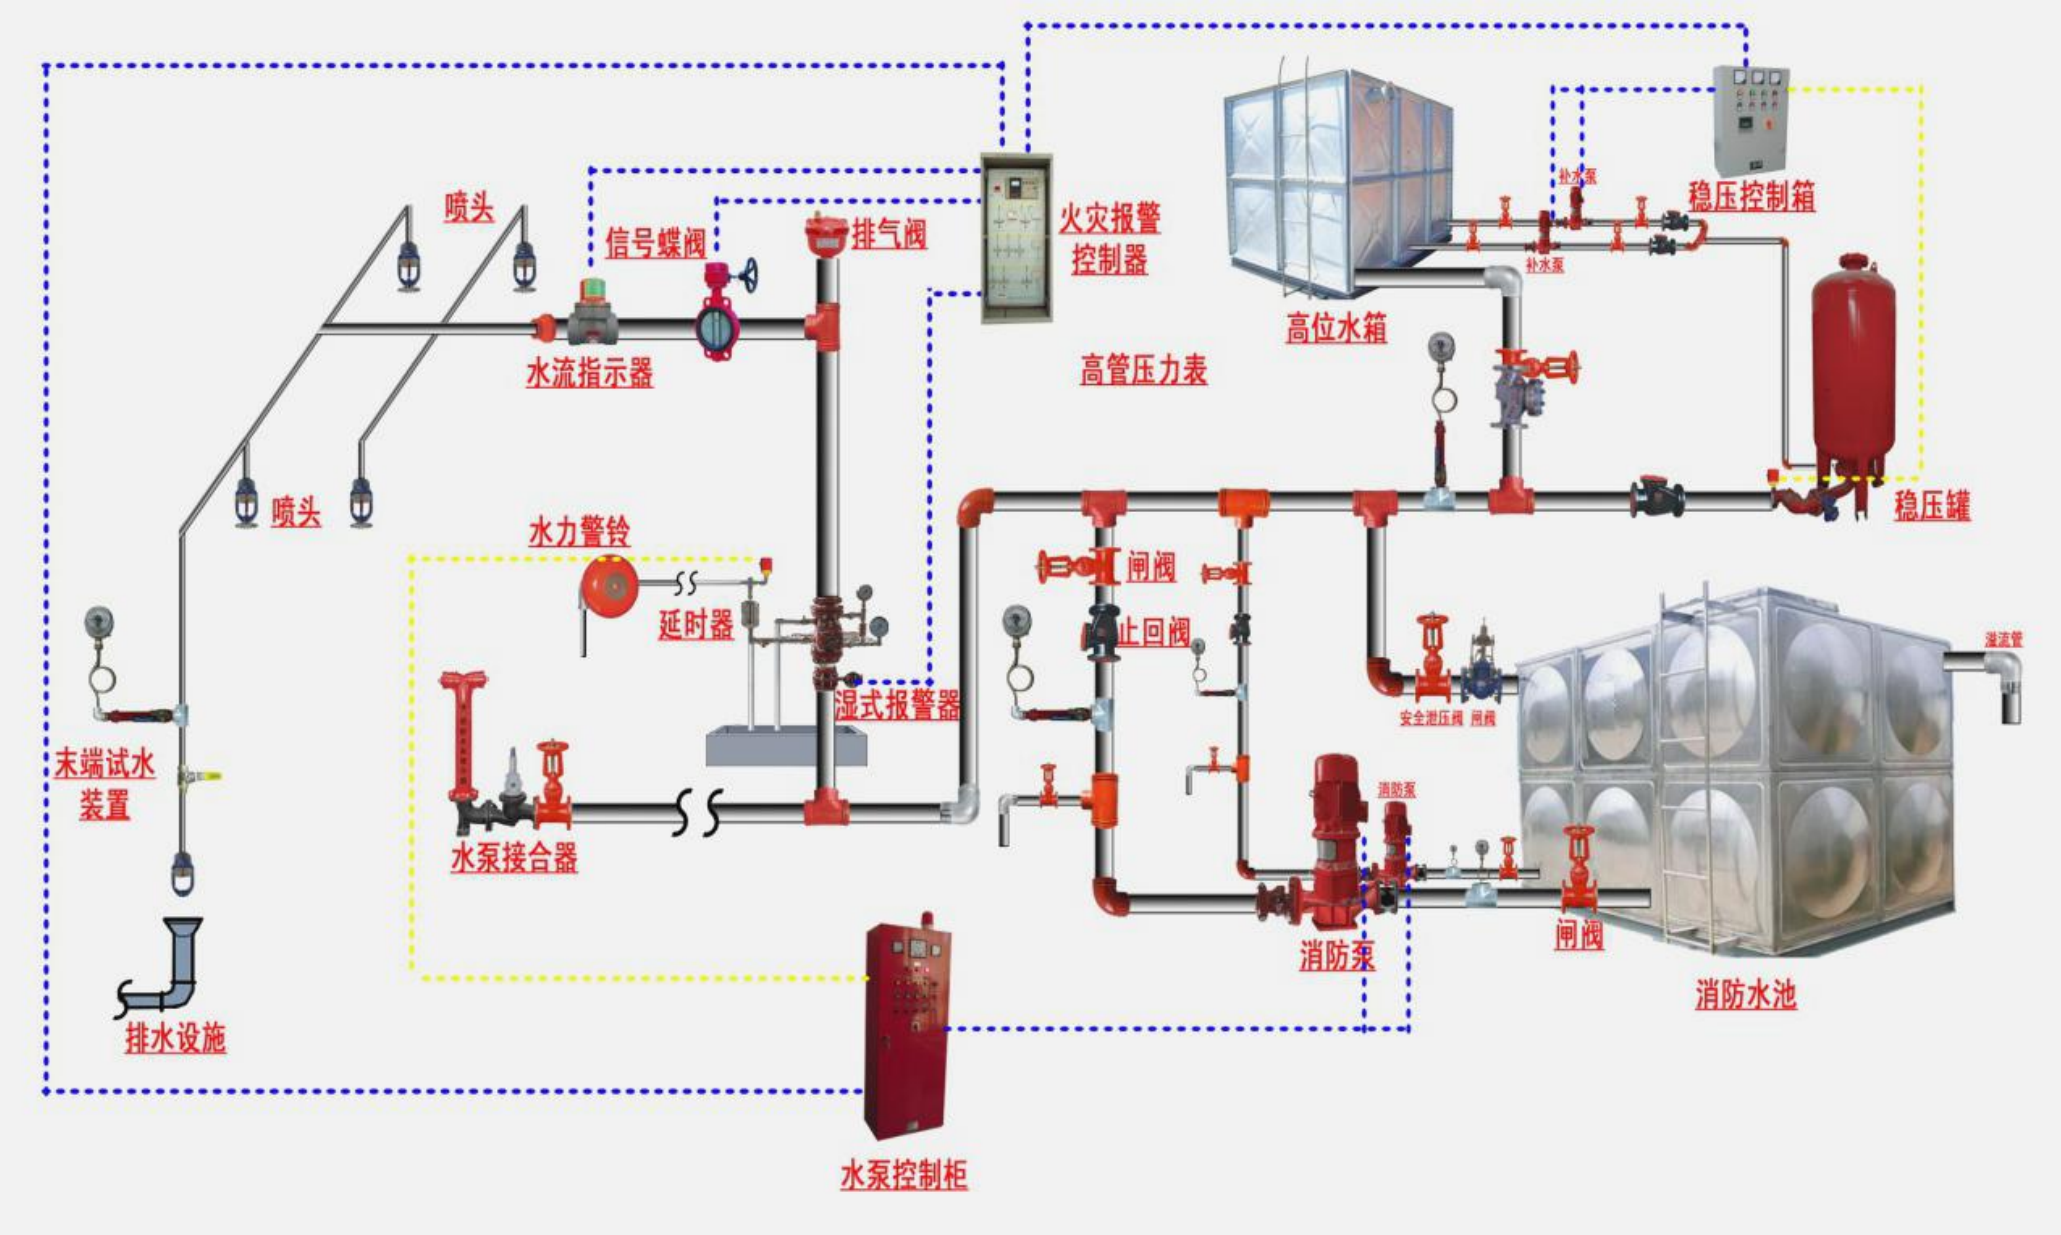 喷头
信号蝶阀
排气阀
火灾报警
控制器
补水泵
稳压控制箱
补水泵
高位水箱
水流指示器
高管压力表
喷头
稳压罐
水力警铃
延时器
闸阀
止回阀
溢流管
湿式报警器
安全泄压阀
闸阀
末端试水
装置
消防泵
水泵接合器
闸阀
消防泵
消防水池
排水设施
水泵控制柜